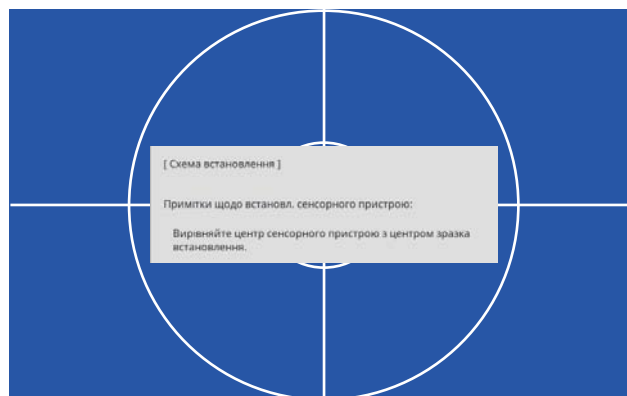 [ Схема встановлення ]
Примітки щодо встановл. сенсорного пристрою:
Вирівняйте центр сенсорного пристрою з центром зразка
встановлення.